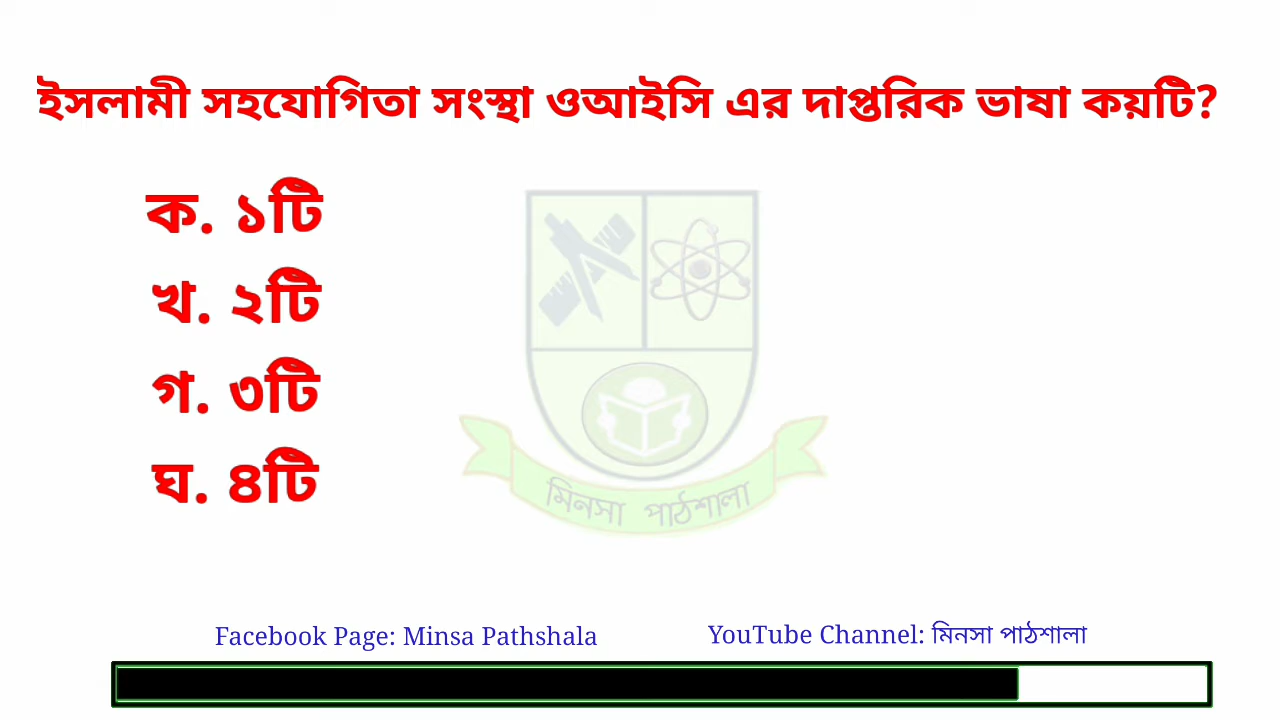 ইসলামী সহযোগিতা সংস্থা ওআইসি এর দাপ্তরিক ভাষা কয়টি?
ক. ১টি
খ. ২টি
গ. ৩টি
ঘ. ৪টি
মিনসা পাঠশালা
Facebook Page: Minsa Pathshala
YouTube Channel: মিনসা পাঠশালা